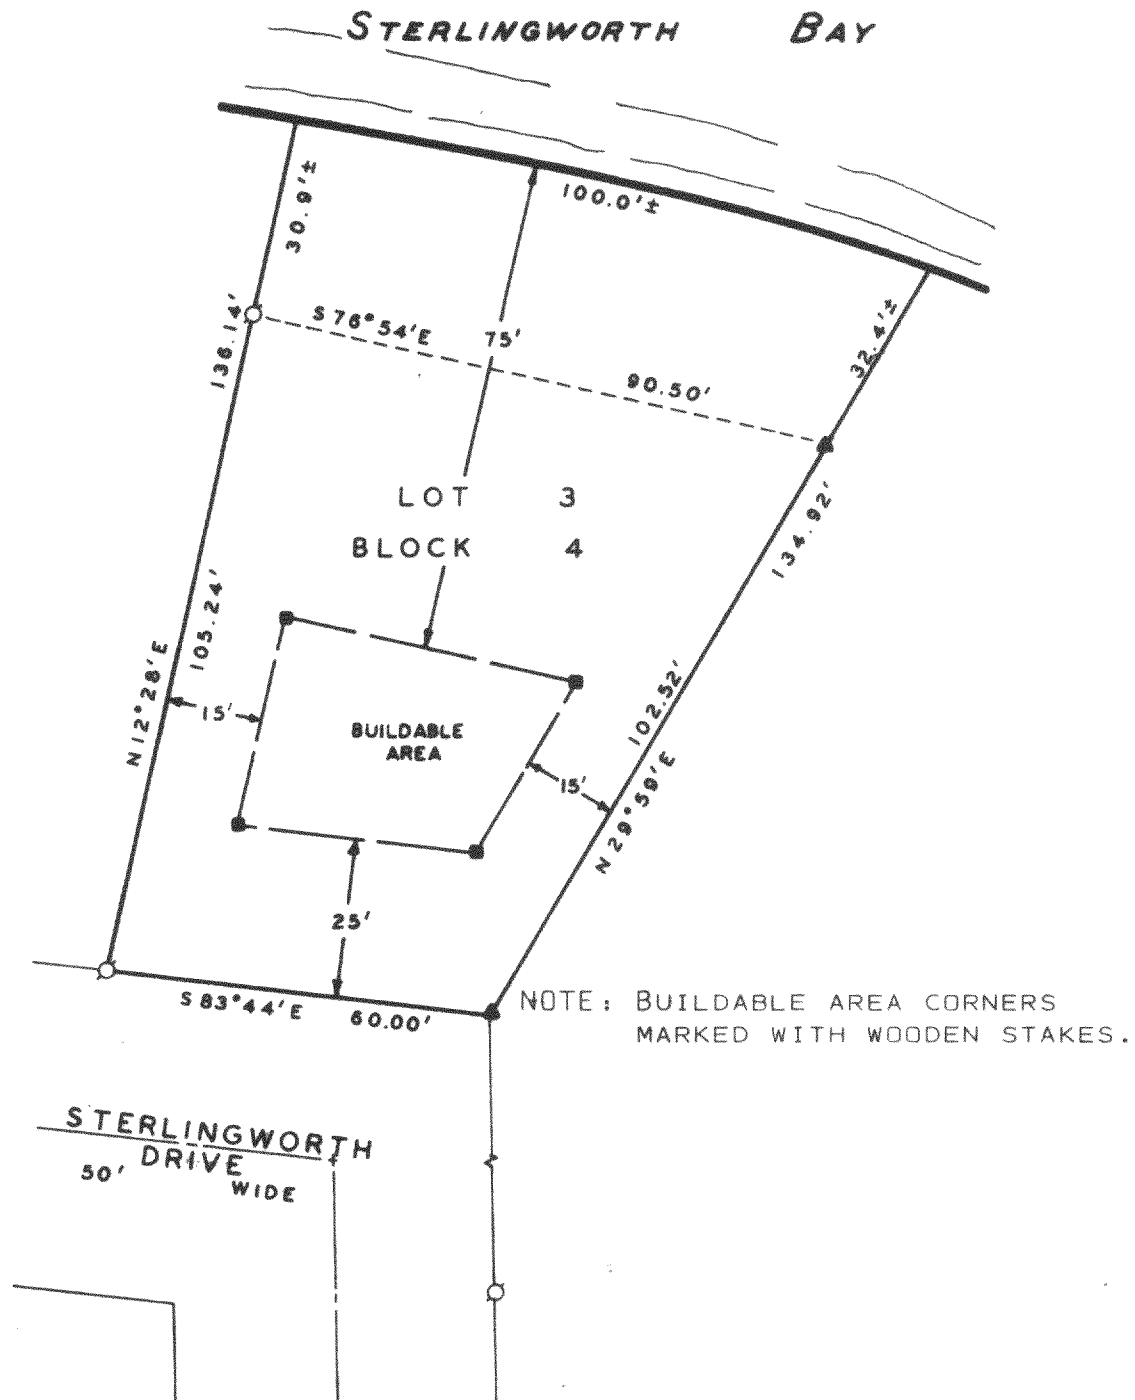 STERLINGWORTH BAY
30.9'±
100.0'±
136.14'
S 76°54'E
75'
90.50'
32.4'±
LOT 3
BLOCK 4
134.92'
105.24'
N 12°28'E
15'
BUILDABLE
AREA
102.52'
15'
N 29°59'E
25'
S 83°44'E
60.00'
NOTE: BUILDABLE AREA CORNERS
MARKED WITH WOODEN STAKES.
STERLINGWORTH
DRIVE
50' WIDE